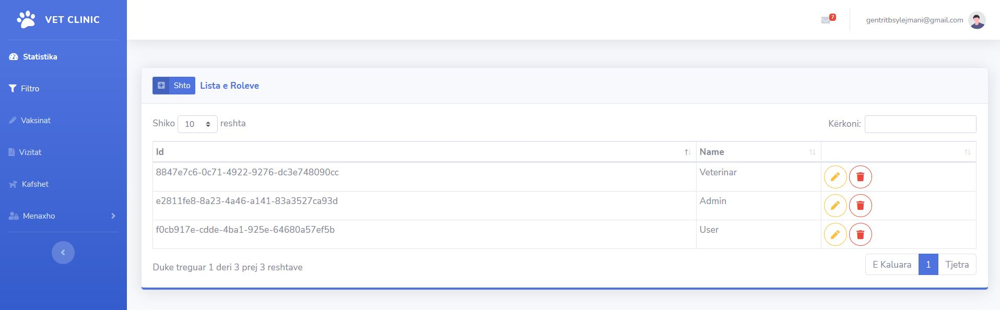 VET CLINIC
7
gentritbsylejmani@gmail.com
Statistika
Filtro
Vaksinat
Vizitat
Kafshet
Menaxho
Shto Lista e Roleve
Shiko 10 reshta
Kërkoni:
Id Name
8847e7c6-0c71-4922-9276-dc3e748090cc Veterinar
e2811fe8-8a23-4a46-a141-83a3527ca93d Admin
f0cb917e-cdde-4ba1-925e-64680a57ef5b User
Duke treguar 1 deri 3 prej 3 reshtave
E Kaluara 1 Tjetra